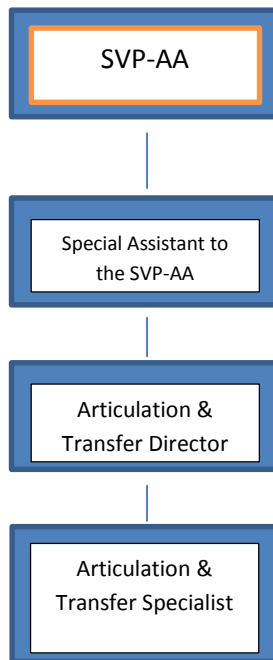 SVP-AA
Special Assistant to
the SVP-AA
Articulation &
Transfer Director
Articulation &
Transfer Specialist